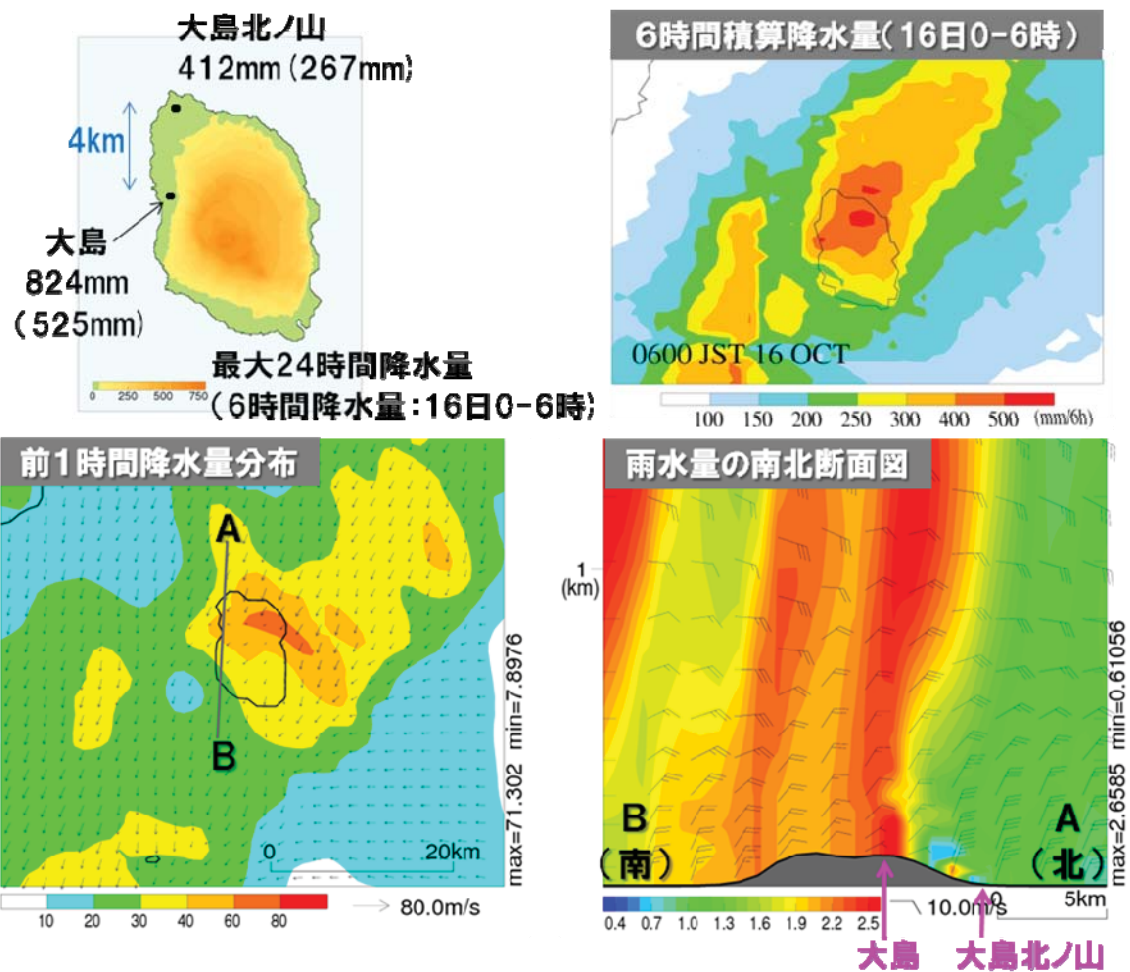 大島北ノ山
412mm(267mm)
4km
大島
824mm
(525mm)
最大24時間降水量
(6時間降水量:16日0-6時)
0 250 500 750
6時間積算降水量(16日0-6時)
0600 JST 16 OCT
100 150 200 250 300 400 500 (mm/6h)
前1時間降水量分布
A
B
0 20km
max=71.302 min=7.8976
10 20 30 40 60 80
80.0m/s
雨水量の南北断面図
1
(km)
B
(南)
A
(北)
max=2.6585 min=0.61056
0.4 0.7 1.0 1.3 1.6 1.9 2.2 2.5
10.0m/s
0 5km
大島
大島北ノ山